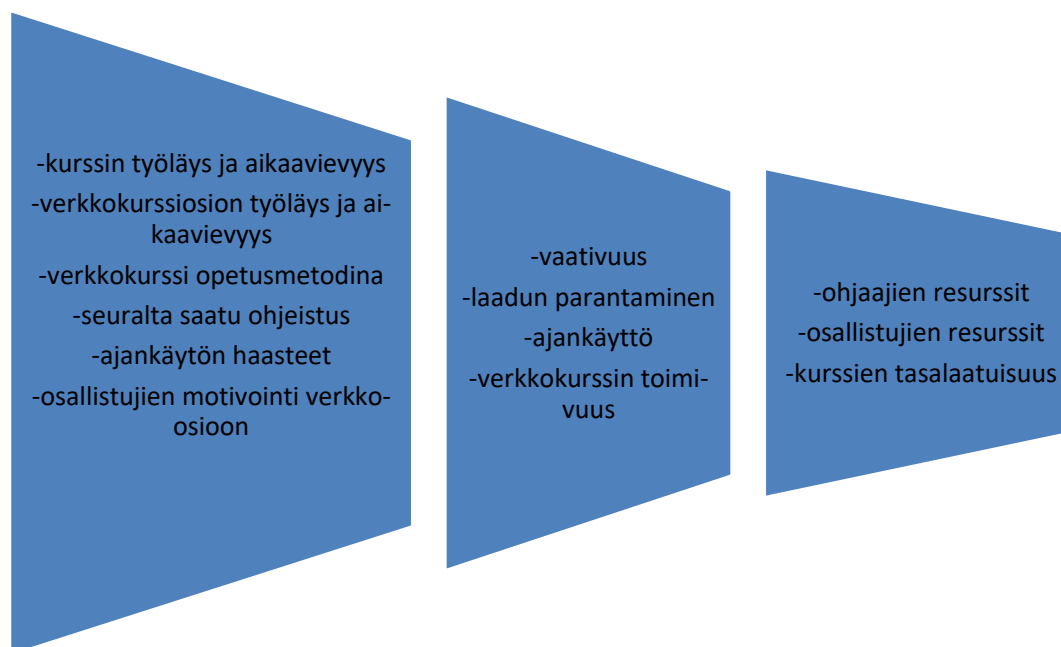 -kurssin työläys ja aikaavievyys
-verkkokurssiosion työläys ja ai-
kaavievyys
-verkkokurssi opetusmetodina
-seuralta saatu ohjeistus
-ajankäytön haasteet
-osallistujien motivointi verkko-
osioon
-vaativuus
-laadun parantaminen
-ajankäyttö
-verkkokurssin toimi-
vuus
-ohjaajien resurssit
-osallistujien resurssit
-kurssien tasalaatuisuus